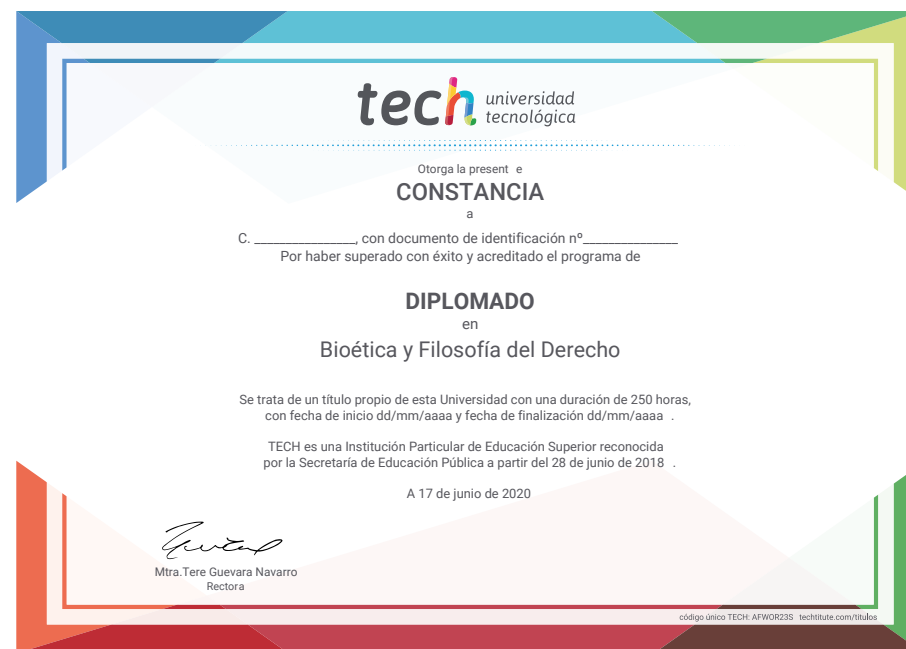 tech universidad
tecnológica
Otorga la present e
CONSTANCIA
a
C. _______________, con documento de identificación nº______________
Por haber superado con éxito y acreditado el programa de
DIPLOMADO
en
Bioética y Filosofía del Derecho
Se trata de un título propio de esta Universidad con una duración de 250 horas,
con fecha de inicio dd/mm/aaaa y fecha de finalización dd/mm/aaaa .
TECH es una Institución Particular de Educación Superior reconocida
por la Secretaría de Educación Pública a partir del 28 de junio de 2018 .
A 17 de junio de 2020
Mtra.Tere Guevara Navarro
Rectora
código único TECH: AFWOR23S techtitute.com/titulos